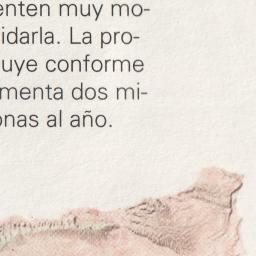 enten muy mo-
idarla. La pro-
uye conforme
menta dos mi-
onas al año.